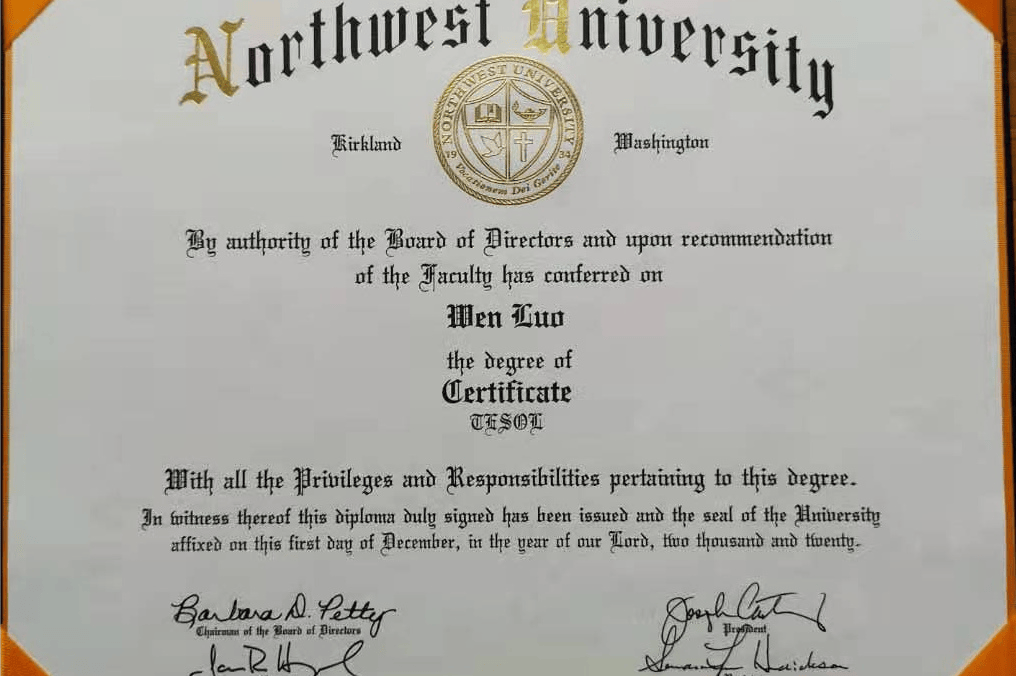 Northwest University
NORTHWEST UNIVERSITY
Kirkland
Washington
19 34
Vocationem Dei Gerite
By authority of the Board of Directors and upon recommendation
of the Faculty has conferred on
Wen Luo
the degree of
Certificate
TESOL
With all the Privileges and Responsibilities pertaining to this degree.
In witness thereof this diploma duly signed has been issued and the seal of the University
affixed on this first day of December, in the year of our Lord, two thousand and twenty.
Barbara D. Petty
Joseph
Chairman of the Board of Directors
President